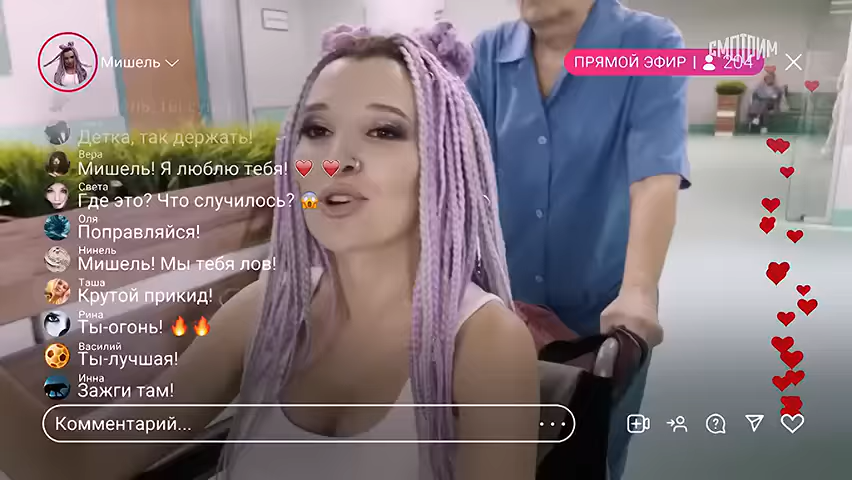 СМОТРИМ
Мишель
ПРЯМОЙ ЭФИР | 204
Детка, так держать!
Вера
Мишель! Я люблю тебя! ❤️ ❤️
Света
Где это? Что случилось? 😱
Оля
Поправляйся!
Нинель
Мишель! Мы тебя лов!
Таша
Крутой прикид!
Рина
Ты-огонь! 🔥🔥
Василий
Ты-лучшая!
Инна
Зажги там!
Комментарий...